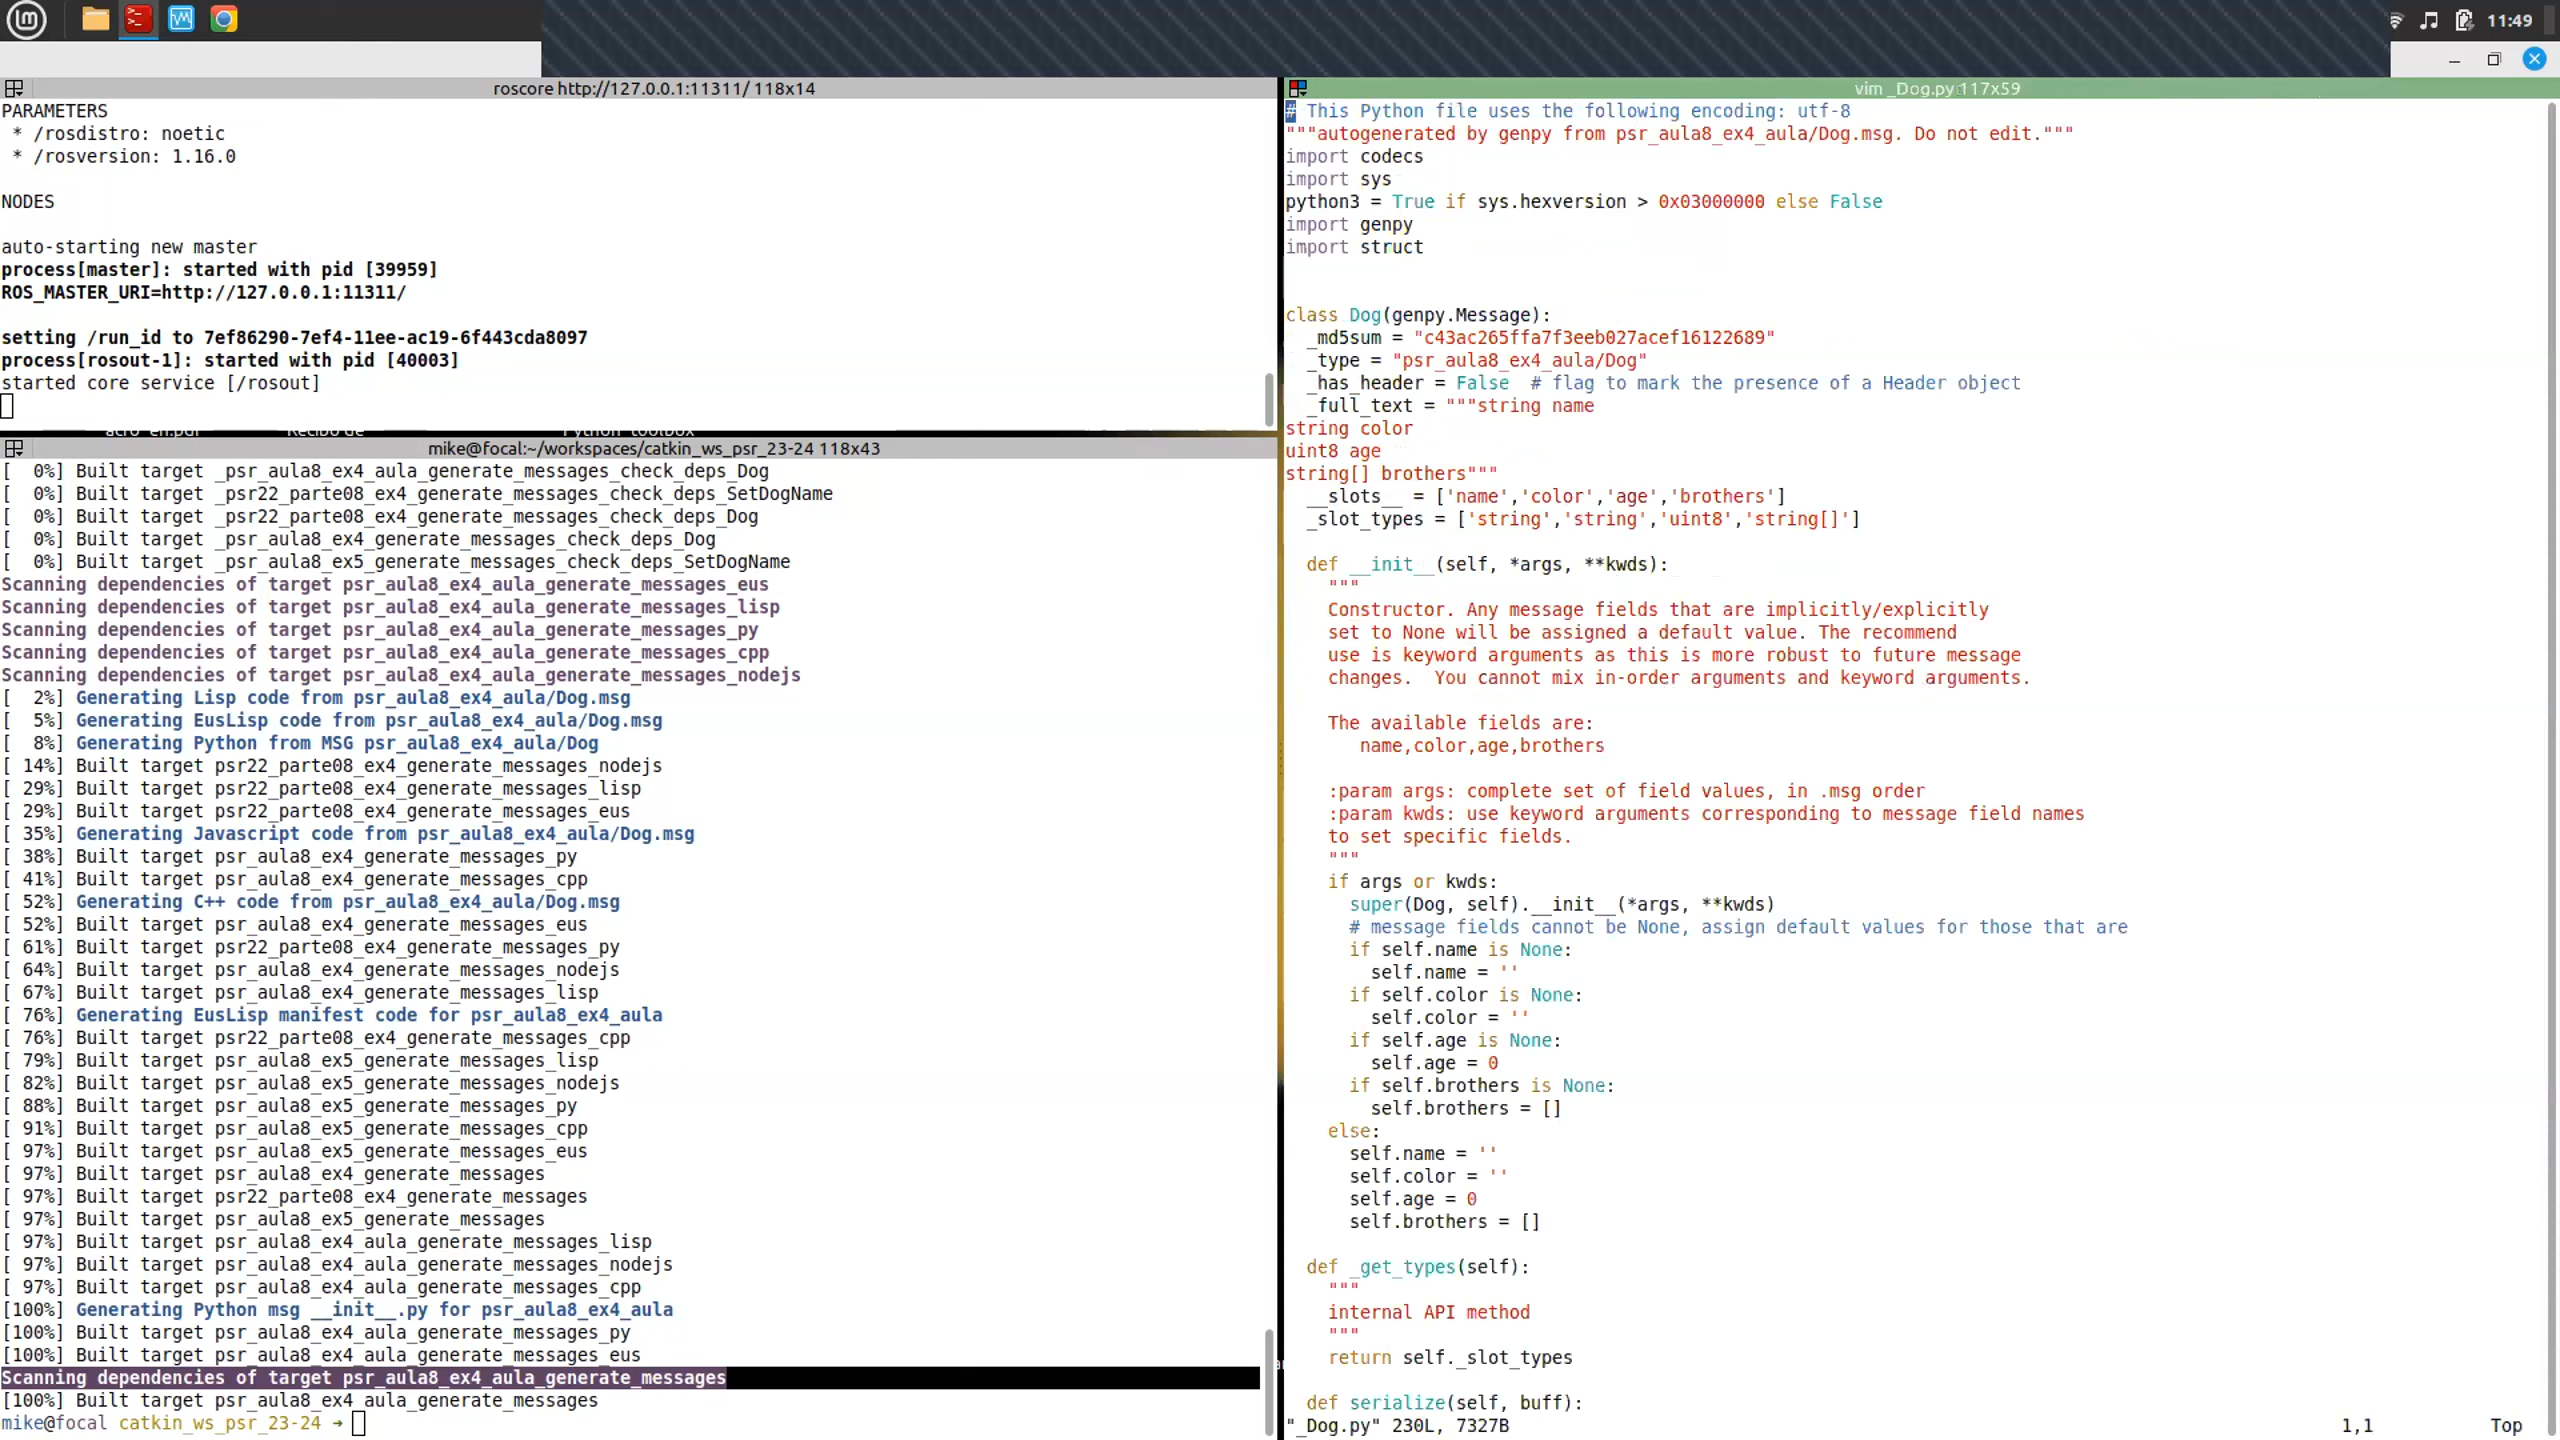 11:49
roscore http://127.0.0.1:11311/ 118x14
PARAMETERS
* /rosdistro: noetic
* /rosversion: 1.16.0
NODES
auto-starting new master
process[master]: started with pid [39959]
ROS_MASTER_URI=http://127.0.0.1:11311/
setting /run_id to 7ef86290-7ef4-11ee-ac19-6f443cda8097
process[rosout-1]: started with pid [40003]
started core service [/rosout]
mike@focal:~/workspaces/catkin_ws_psr_23-24 118x43
[  0%] Built target _psr_aula8_ex4_aula_generate_messages_check_deps_Dog
[  0%] Built target _psr22_parte08_ex4_generate_messages_check_deps_SetDogName
[  0%] Built target _psr22_parte08_ex4_generate_messages_check_deps_Dog
[  0%] Built target _psr_aula8_ex4_generate_messages_check_deps_Dog
[  0%] Built target _psr_aula8_ex5_generate_messages_check_deps_SetDogName
Scanning dependencies of target psr_aula8_ex4_aula_generate_messages_eus
Scanning dependencies of target psr_aula8_ex4_aula_generate_messages_lisp
Scanning dependencies of target psr_aula8_ex4_aula_generate_messages_py
Scanning dependencies of target psr_aula8_ex4_aula_generate_messages_cpp
Scanning dependencies of target psr_aula8_ex4_aula_generate_messages_nodejs
[  2%] Generating Lisp code from psr_aula8_ex4_aula/Dog.msg
[  5%] Generating EusLisp code from psr_aula8_ex4_aula/Dog.msg
[  8%] Generating Python from MSG psr_aula8_ex4_aula/Dog
[ 14%] Built target psr22_parte08_ex4_generate_messages_nodejs
[ 29%] Built target psr22_parte08_ex4_generate_messages_lisp
[ 29%] Built target psr22_parte08_ex4_generate_messages_eus
[ 35%] Generating Javascript code from psr_aula8_ex4_aula/Dog.msg
[ 38%] Built target psr_aula8_ex4_generate_messages_py
[ 41%] Built target psr_aula8_ex4_generate_messages_cpp
[ 52%] Generating C++ code from psr_aula8_ex4_aula/Dog.msg
[ 52%] Built target psr_aula8_ex4_generate_messages_eus
[ 61%] Built target psr22_parte08_ex4_generate_messages_py
[ 64%] Built target psr_aula8_ex4_generate_messages_nodejs
[ 67%] Built target psr_aula8_ex4_generate_messages_lisp
[ 76%] Generating EusLisp manifest code for psr_aula8_ex4_aula
[ 76%] Built target psr22_parte08_ex4_generate_messages_cpp
[ 79%] Built target psr_aula8_ex5_generate_messages_lisp
[ 82%] Built target psr_aula8_ex5_generate_messages_nodejs
[ 88%] Built target psr_aula8_ex5_generate_messages_py
[ 91%] Built target psr_aula8_ex5_generate_messages_cpp
[ 97%] Built target psr_aula8_ex5_generate_messages_eus
[ 97%] Built target psr_aula8_ex4_generate_messages
[ 97%] Built target psr22_parte08_ex4_generate_messages
[ 97%] Built target psr_aula8_ex5_generate_messages
[ 97%] Built target psr_aula8_ex4_aula_generate_messages_lisp
[ 97%] Built target psr_aula8_ex4_aula_generate_messages_nodejs
[ 97%] Built target psr_aula8_ex4_aula_generate_messages_cpp
[100%] Generating Python msg __init__.py for psr_aula8_ex4_aula
[100%] Built target psr_aula8_ex4_aula_generate_messages_py
[100%] Built target psr_aula8_ex4_aula_generate_messages_eus
Scanning dependencies of target psr_aula8_ex4_aula_generate_messages
[100%] Built target psr_aula8_ex4_aula_generate_messages
mike@focal catkin_ws_psr_23-24 →
vim _Dog.py 117x59
# This Python file uses the following encoding: utf-8
"""autogenerated by genpy from psr_aula8_ex4_aula/Dog.msg. Do not edit."""
import codecs
import sys
python3 = True if sys.hexversion > 0x03000000 else False
import genpy
import struct
class Dog(genpy.Message):
  _md5sum = "c43ac265ffa7f3eeb027acef16122689"
  _type = "psr_aula8_ex4_aula/Dog"
  _has_header = False  # flag to mark the presence of a Header object
  _full_text = """string name
string color
uint8 age
string[] brothers"""
  __slots__ = ['name','color','age','brothers']
  _slot_types = ['string','string','uint8','string[]']
  def __init__(self, *args, **kwds):
    """
    Constructor. Any message fields that are implicitly/explicitly
    set to None will be assigned a default value. The recommend
    use is keyword arguments as this is more robust to future message
    changes.  You cannot mix in-order arguments and keyword arguments.
    The available fields are:
       name,color,age,brothers
    :param args: complete set of field values, in .msg order
    :param kwds: use keyword arguments corresponding to message field names
    to set specific fields.
    """
    if args or kwds:
      super(Dog, self).__init__(*args, **kwds)
      # message fields cannot be None, assign default values for those that are
      if self.name is None:
        self.name = ''
      if self.color is None:
        self.color = ''
      if self.age is None:
        self.age = 0
      if self.brothers is None:
        self.brothers = []
    else:
      self.name = ''
      self.color = ''
      self.age = 0
      self.brothers = []
  def _get_types(self):
    """
    internal API method
    """
    return self._slot_types
  def serialize(self, buff):
"_Dog.py" 230L, 7327B 1,1 Top